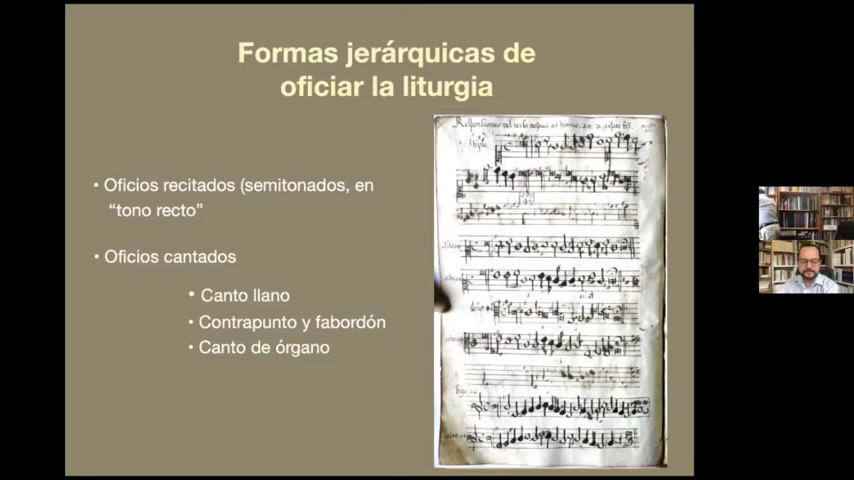 Formas jerárquicas de
oficiar la liturgia
• Oficios recitados (semitonados, en
“tono recto”
• Oficios cantados
• Canto llano
• Contrapunto y fabordón
• Canto de órgano